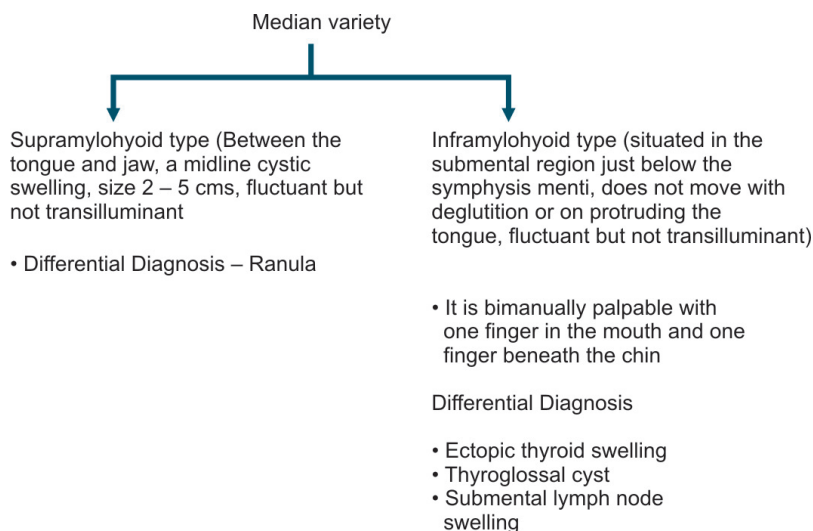 Median variety
Supramylohyoid type (Between the
tongue and jaw, a midline cystic
swelling, size 2 – 5 cms, fluctuant but
not transilluminant
• Differential Diagnosis – Ranula
Inframylohyoid type (situated in the
submental region just below the
symphysis menti, does not move with
deglutition or on protruding the
tongue, fluctuant but not transilluminant)
• It is bimanually palpable with
one finger in the mouth and one
finger beneath the chin
Differential Diagnosis
• Ectopic thyroid swelling
• Thyroglossal cyst
• Submental lymph node
swelling